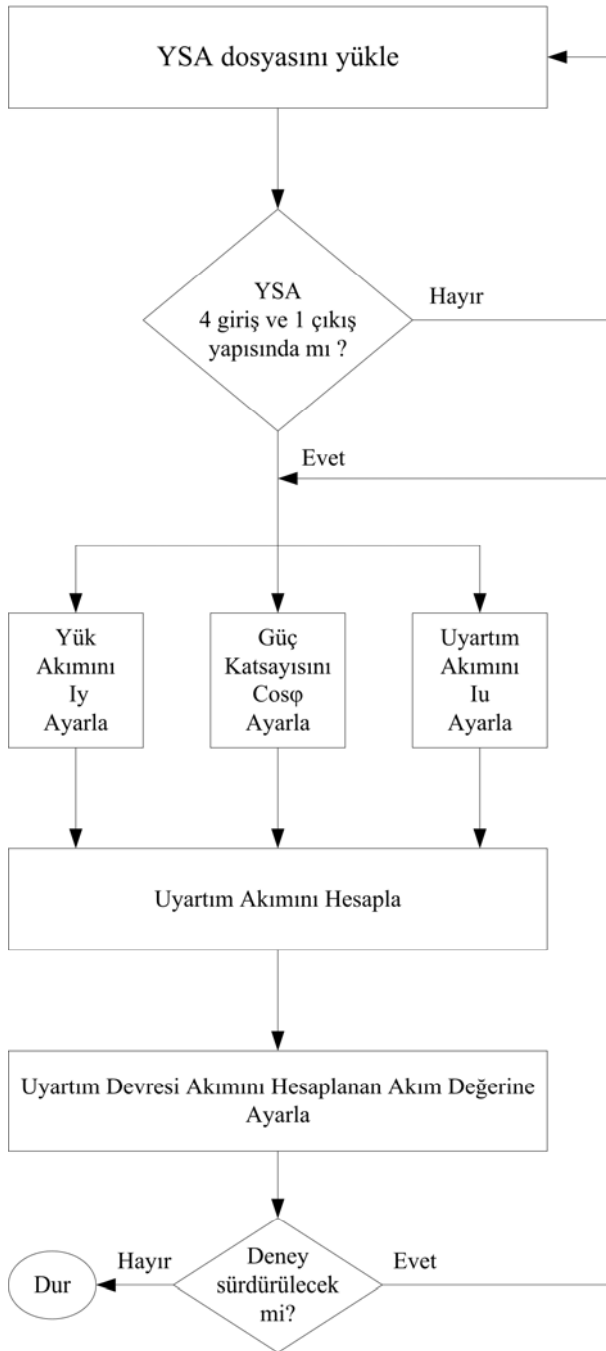 YSA dosyasını yükle
YSA
4 giriş ve 1 çıkış
yapısında mı ?
Hayır
Evet
Yük
Akımını
Iy
Ayarla
Güç
Katsayısını
Cosφ
Ayarla
Uyartım
Akımını
Iu
Ayarla
Uyartım Akımını Hesapla
Uyartım Devresi Akımını Hesaplanan Akım Değerine
Ayarla
Deney
sürdürülecek
mi?
Hayır
Evet
Dur